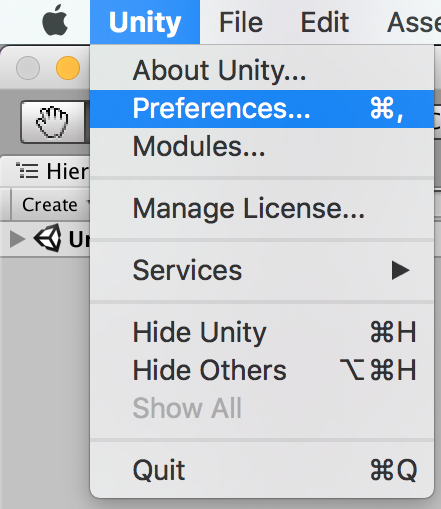 Unity File Edit Asse
About Unity...
Preferences... ⌘,
Modules...
Hier
Manage License...
Create
Un
Services ▶
Hide Unity ⌘H
Hide Others ⌥⌘H
Show All
Quit ⌘Q